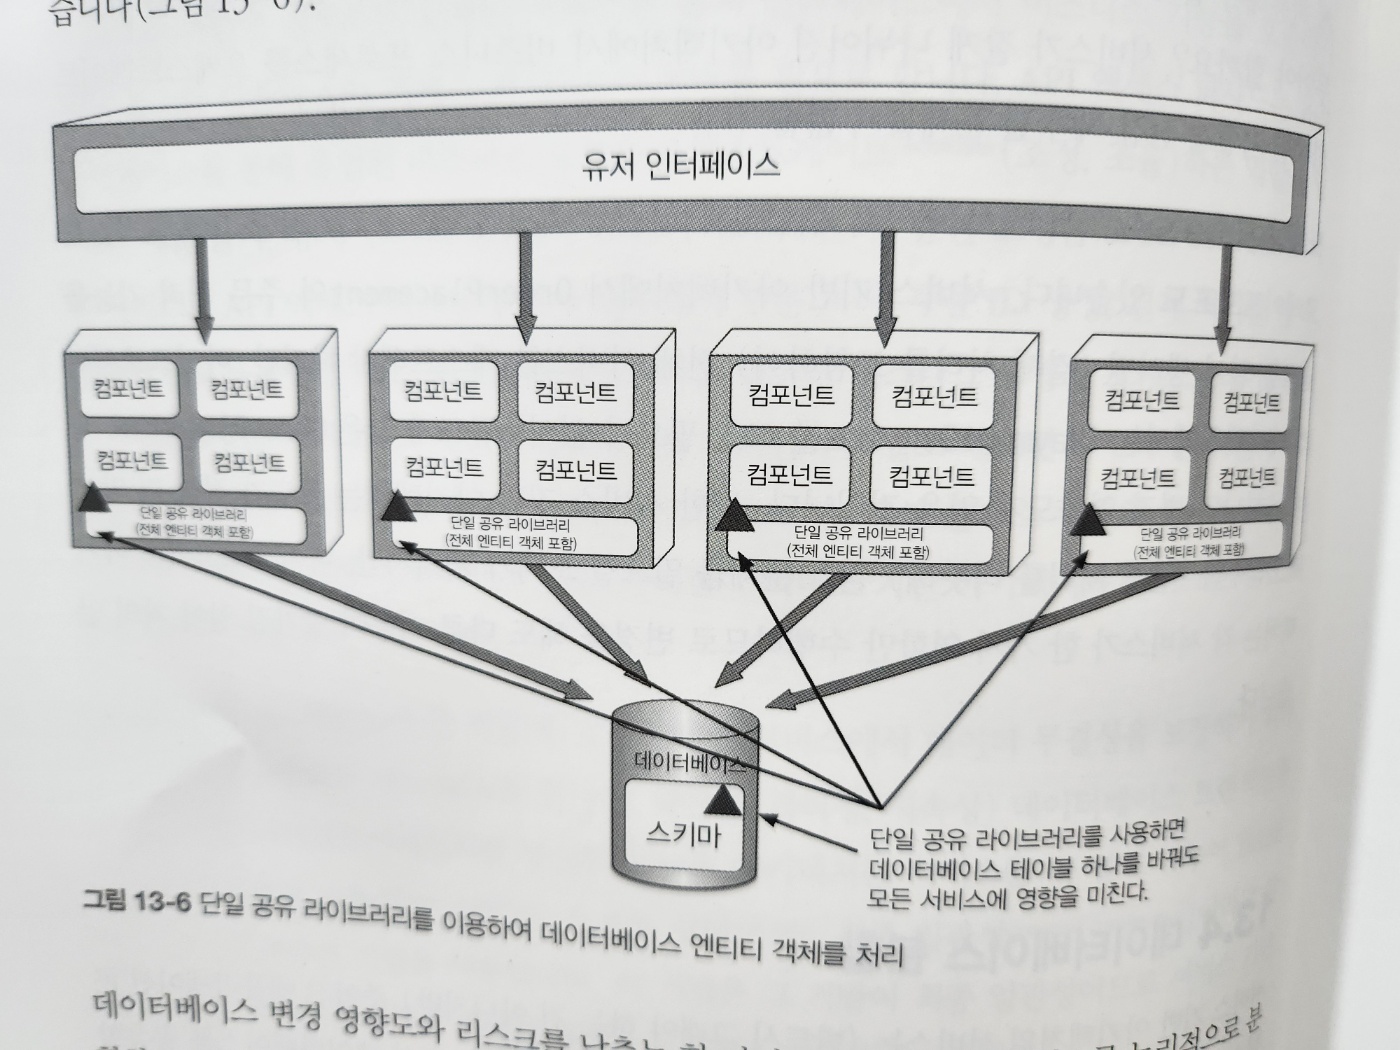 습니다(그림 13-6).
유저 인터페이스
컴포넌트 컴포넌트 컴포넌트 컴포넌트 컴포넌트 컴포넌트 컴포넌트 컴포넌트
컴포넌트 컴포넌트 컴포넌트 컴포넌트 컴포넌트 컴포넌트 컴포넌트 컴포넌트
단일 공유 라이브러리
(전체 엔티티 객체 포함)
단일 공유 라이브러리
(전체 엔티티 객체 포함)
단일 공유 라이브러리
(전체 엔티티 객체 포함)
단일 공유 라이브러리
(전체 엔티티 객체 포함)
데이터베이스
스키마
단일 공유 라이브러리를 사용하면
데이터베이스 테이블 하나를 바꿔도
모든 서비스에 영향을 미친다.
그림 13-6 단일 공유 라이브러리를 이용하여 데이터베이스 엔티티 객체를 처리
데이터베이스 변경 영향도와 리스크를 낮추는 논리적으로 분